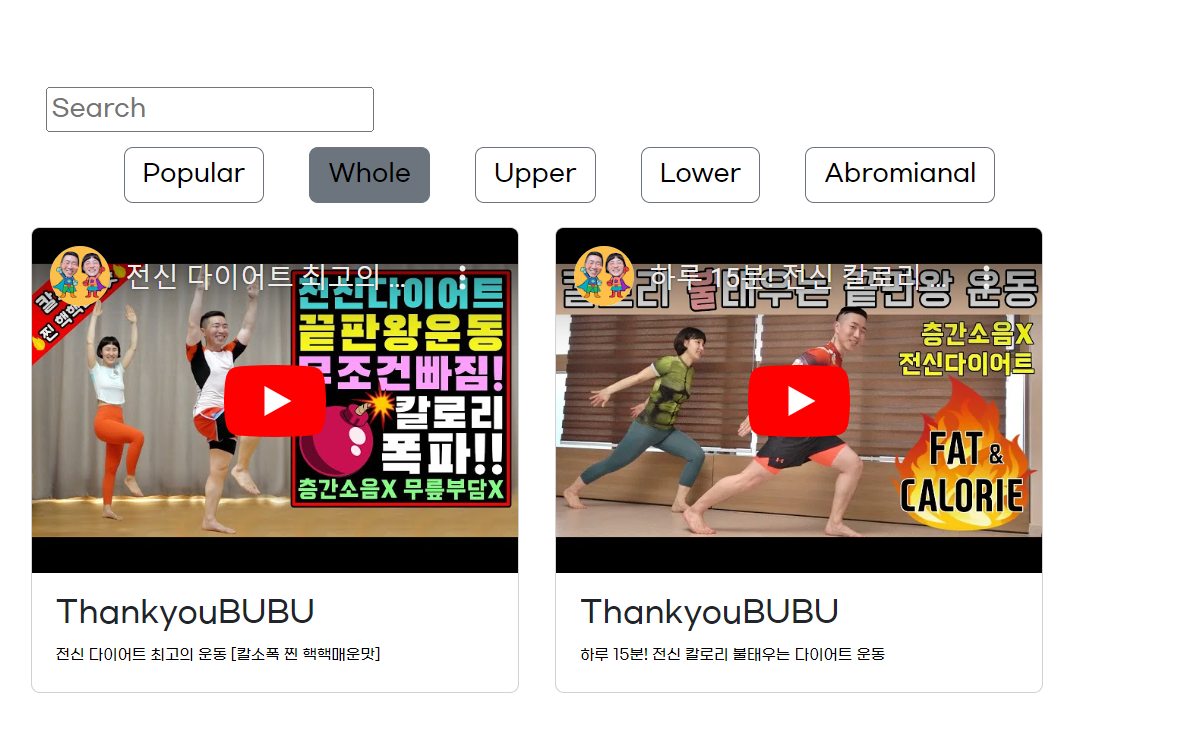 Search
Popular
Whole
Upper
Lower
Abromianal
전신 다이어트 최고의 ...
전신다이어트
끝판왕운동
무조건빠짐!
칼로리
폭파!!
층간소음X 무릎부담X
하루 15분! 전신 칼로리 ...
칼로리 불태우는 끝판왕 운동
층간소음X
전신다이어트
FAT &
CALORIE
ThankyouBUBU
전신 다이어트 최고의 운동 [칼소폭 찐 핵핵매운맛]
ThankyouBUBU
하루 15분! 전신 칼로리 불태우는 다이어트 운동